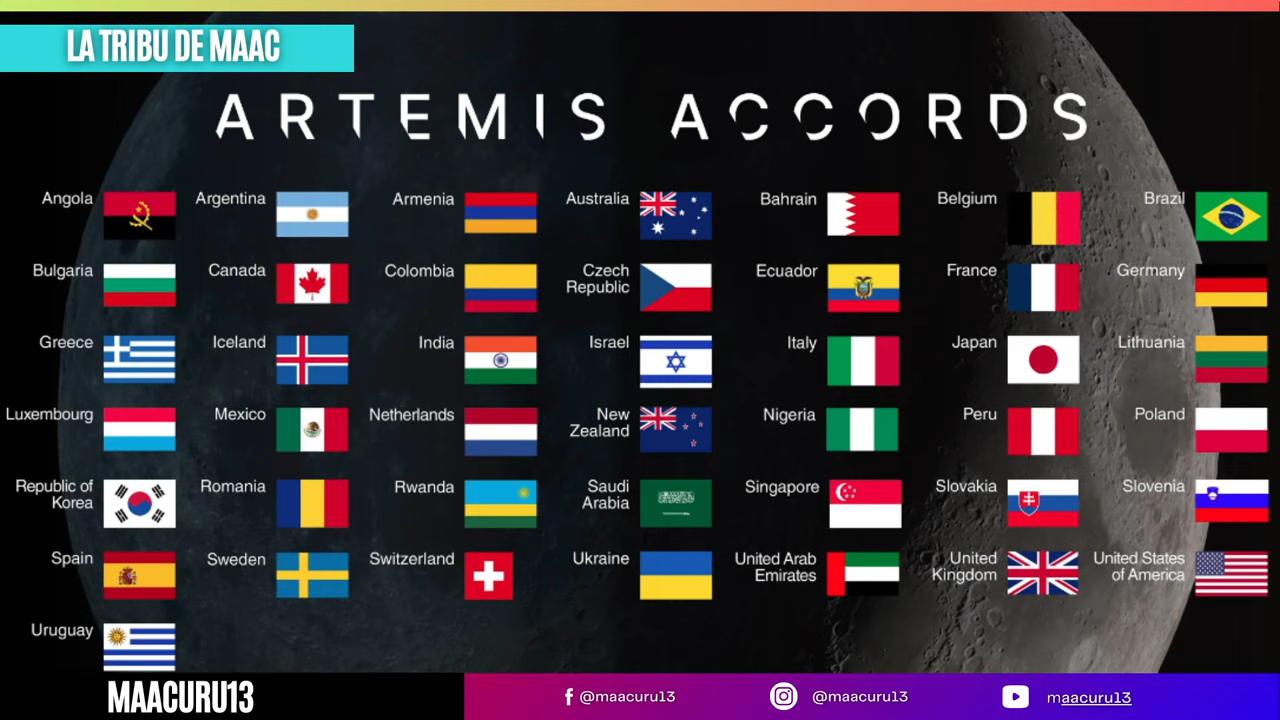 LA TRIBU DE MAAC
ARTEMIS ACCORDS
Angola
Argentina
Armenia
Australia
Bahrain
Belgium
Brazil
Bulgaria
Canada
Colombia
Czech
Republic
Ecuador
France
Germany
Greece
Iceland
India
Israel
Italy
Japan
Lithuania
Luxembourg
Mexico
Netherlands
New
Zealand
Nigeria
Peru
Poland
Republic of
Korea
Romania
Rwanda
Saudi
Arabia
Singapore
Slovakia
Slovenia
Spain
Sweden
Switzerland
Ukraine
United Arab
Emirates
United
Kingdom
United States
of America
Uruguay
MAACURU13
@maacuru13
@maacuru13
maacuru13